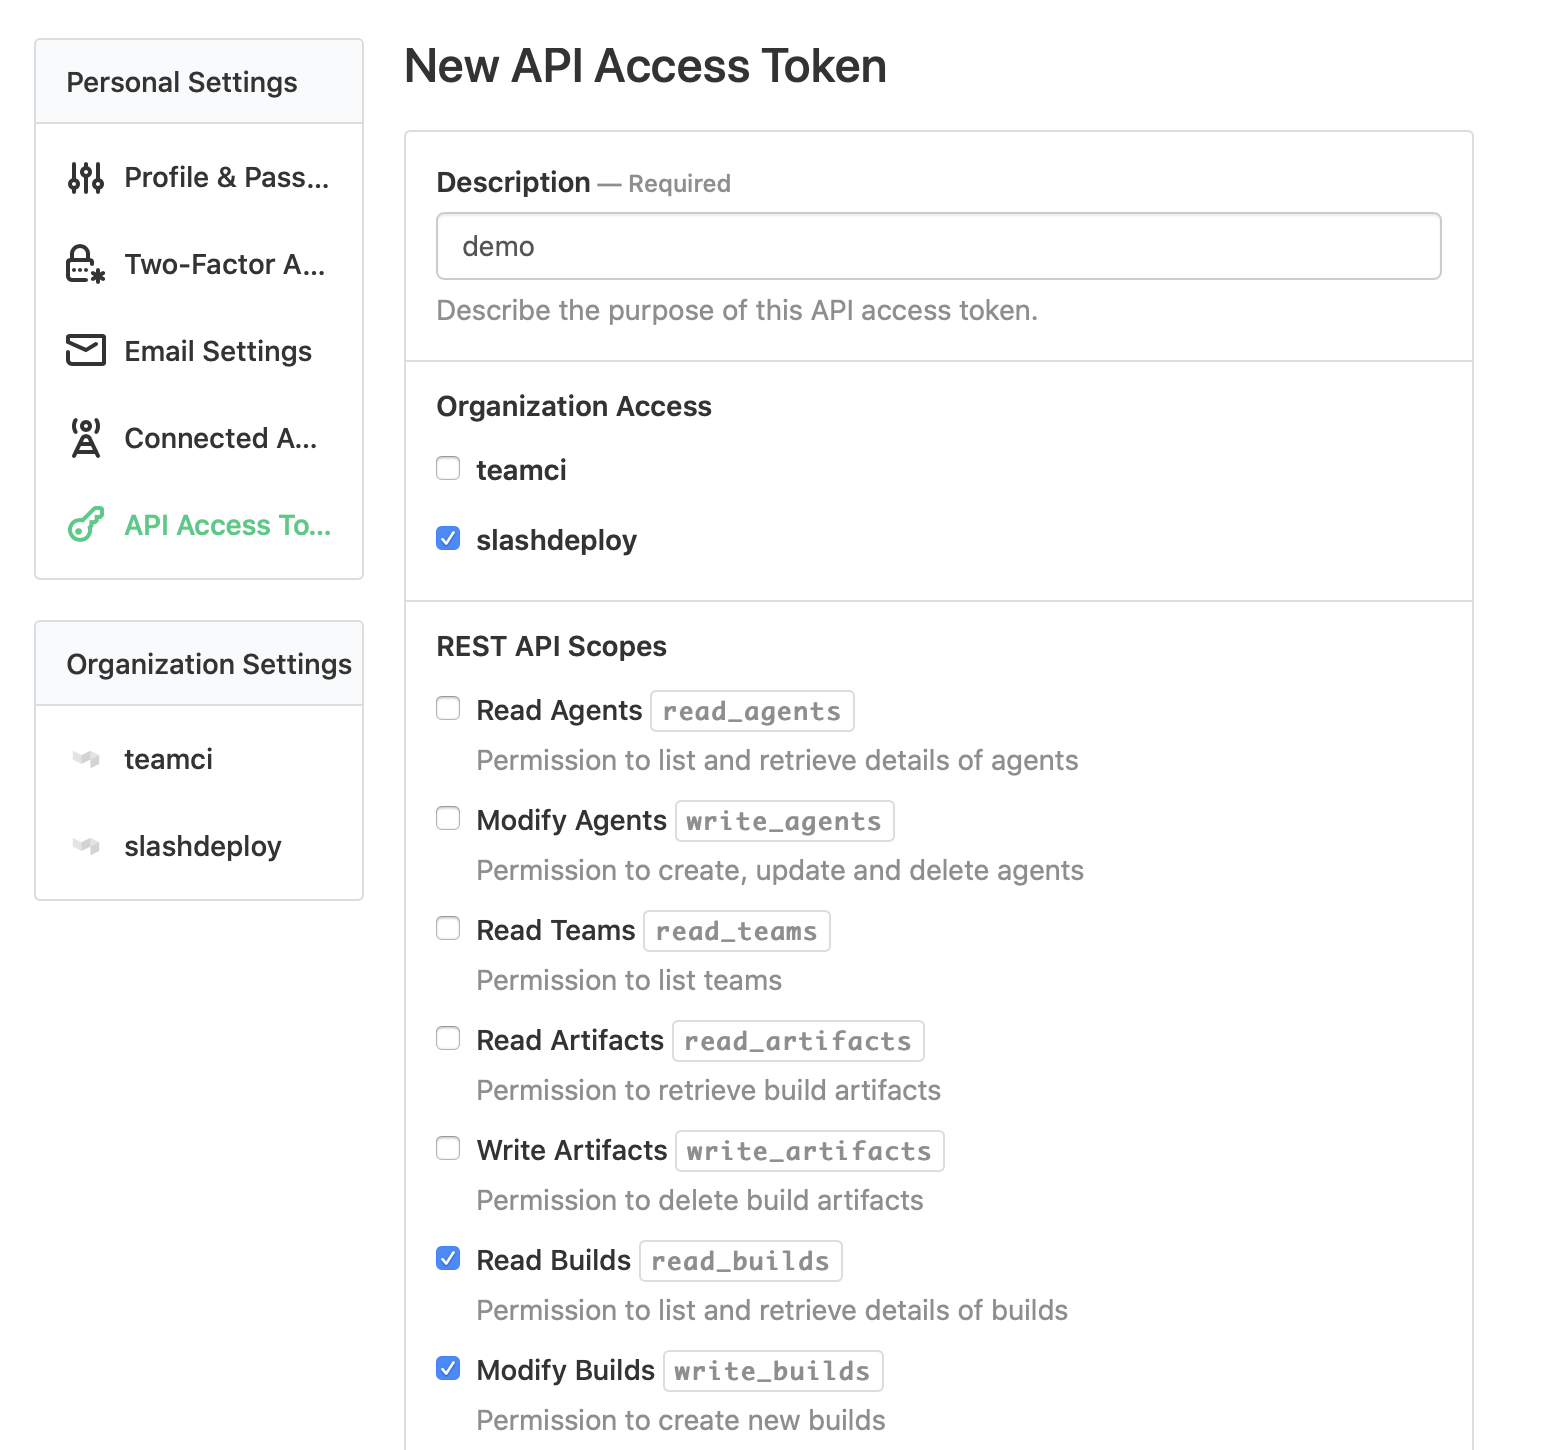 Personal Settings
Profile & Pass...
Two-Factor A...
Email Settings
Connected A...
API Access To...
Organization Settings
teamci
slashdeploy
New API Access Token
Description — Required
demo
Describe the purpose of this API access token.
Organization Access
teamci
slashdeploy
REST API Scopes
Read Agents read_agents
Permission to list and retrieve details of agents
Modify Agents write_agents
Permission to create, update and delete agents
Read Teams read_teams
Permission to list teams
Read Artifacts read_artifacts
Permission to retrieve build artifacts
Write Artifacts write_artifacts
Permission to delete build artifacts
Read Builds read_builds
Permission to list and retrieve details of builds
Modify Builds write_builds
Permission to create new builds